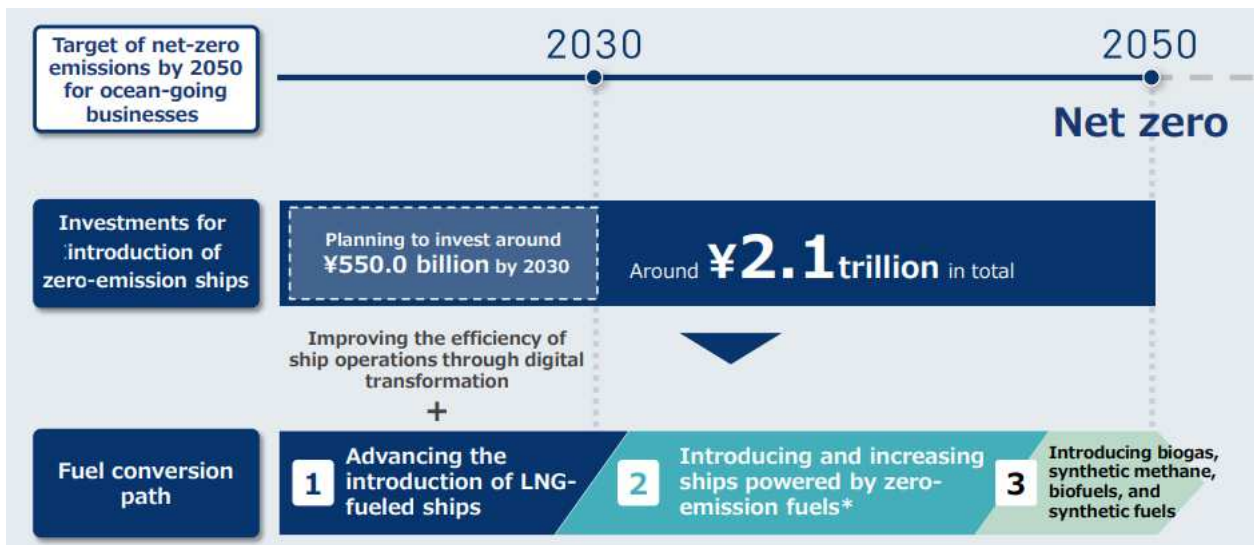 Target of net-zero
emissions by 2050
for ocean-going
businesses
2030
2050
Net zero
Investments for
introduction of
zero-emission ships
Planning to invest around
¥550.0 billion by 2030
Around ¥2.1 trillion in total
Improving the efficiency of
ship operations through digital
transformation
+
Fuel conversion
path
1
Advancing the
introduction of LNG-
fueled ships
2
Introducing and increasing
ships powered by zero-
emission fuels*
3
Introducing biogas,
synthetic methane,
biofuels, and
synthetic fuels